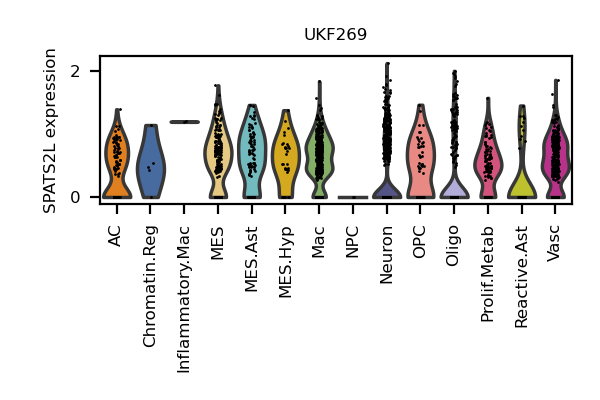 UKF269
SPATS2L expression
2
0
AC
Chromatin.Reg
Inflammatory.Mac
MES
MES.Ast
MES.Hyp
Mac
NPC
Neuron
OPC
Oligo
Prolif.Metab
Reactive.Ast
Vasc